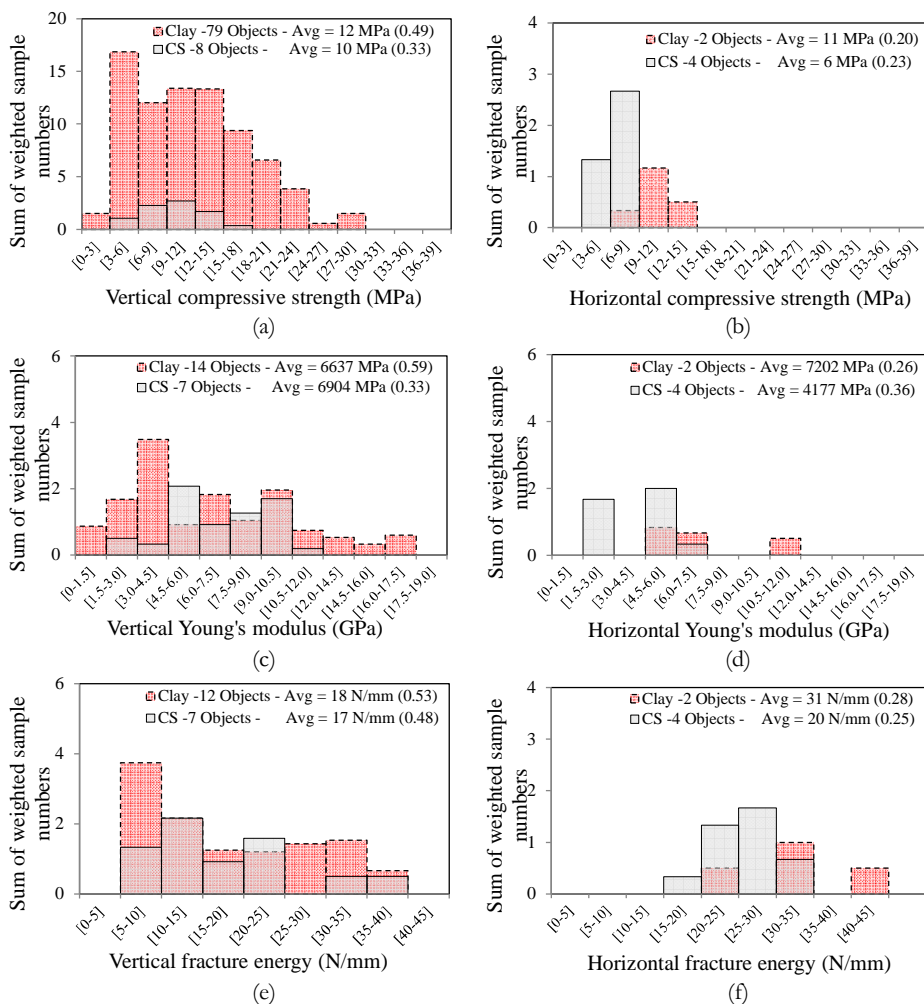 20
15
10
5
0
Sum of weighted sample
numbers
Clay -79 Objects - Avg = 12 MPa (0.49)
CS -8 Objects - Avg = 10 MPa (0.33)
[0-3]
[3-6]
[6-9]
[9-12]
[12-15]
[15-18]
[18-21]
[21-24]
[24-27]
[27-30]
[30-33]
[33-36]
[36-39]
Vertical compressive strength (MPa)
(a)
4
3
2
1
0
Sum of weighted sample
numbers
Clay -2 Objects - Avg = 11 MPa (0.20)
CS -4 Objects - Avg = 6 MPa (0.23)
[0-3]
[3-6]
[6-9]
[9-12]
[12-15]
[15-18]
[18-21]
[21-24]
[24-27]
[27-30]
[30-33]
[33-36]
[36-39]
Horizontal compressive strength (MPa)
(b)
6
4
2
0
Sum of weighted sample
numbers
Clay -14 Objects - Avg = 6637 MPa (0.59)
CS -7 Objects - Avg = 6904 MPa (0.33)
[0-1.5]
[1.5-3.0]
[3.0-4.5]
[4.5-6.0]
[6.0-7.5]
[7.5-9.0]
[9.0-10.5]
[10.5-12.0]
[12.0-14.5]
[14.5-16.0]
[16.0-17.5]
[17.5-19.0]
Vertical Young's modulus (GPa)
(c)
6
4
2
0
Sum of weighted sample
numbers
Clay -2 Objects - Avg = 7202 MPa (0.26)
CS -4 Objects - Avg = 4177 MPa (0.36)
[0-1.5]
[1.5-3.0]
[3.0-4.5]
[4.5-6.0]
[6.0-7.5]
[7.5-9.0]
[9.0-10.5]
[10.5-12.0]
[12.0-14.5]
[14.5-16.0]
[16.0-17.5]
[17.5-19.0]
Horizontal Young's modulus (GPa)
(d)
6
4
2
0
Sum of weighted sample
numbers
Clay -12 Objects - Avg = 18 N/mm (0.53)
CS -7 Objects - Avg = 17 N/mm (0.48)
[0-5]
[5-10]
[10-15]
[15-20]
[20-25]
[25-30]
[30-35]
[35-40]
[40-45]
Vertical fracture energy (N/mm)
(e)
4
3
2
1
0
Sum of weighted sample
numbers
Clay -2 Objects - Avg = 31 N/mm (0.28)
CS -4 Objects - Avg = 20 N/mm (0.25)
[0-5]
[5-10]
[10-15]
[15-20]
[20-25]
[25-30]
[30-35]
[35-40]
[40-45]
Horizontal fracture energy (N/mm)
(f)